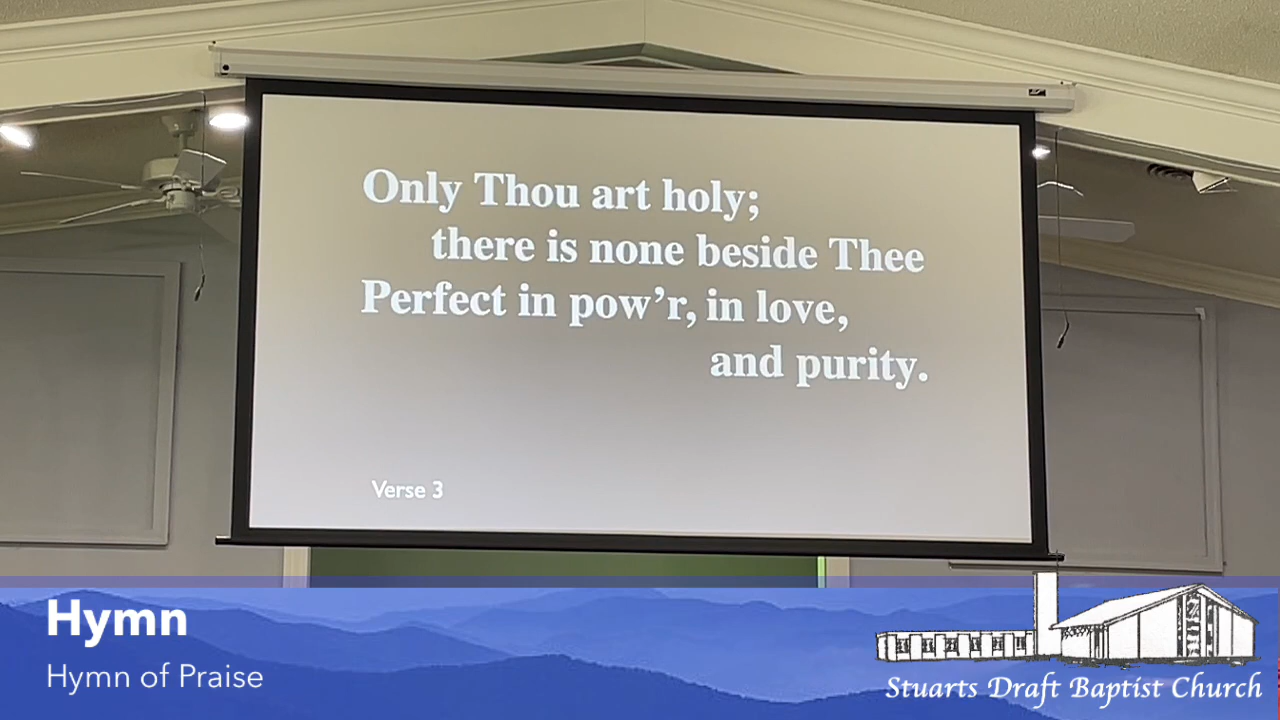 Only Thou art holy;
there is none beside Thee
Perfect in pow’r, in love,
and purity.
Verse 3
Hymn
Hymn of Praise
Stuarts Draft Baptist Church